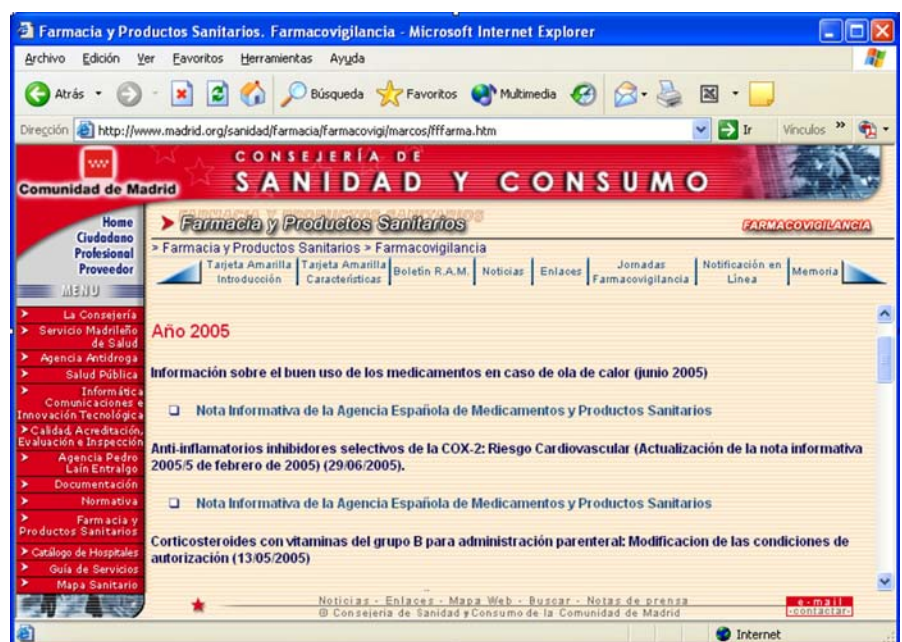 Farmacia y Productos Sanitarios. Farmacovigilancia - Microsoft Internet Explorer
Archivo Edición Ver Favoritos Herramientas Ayuda
Atrás Búsqueda Favoritos Multimedia
Dirección http://www.madrid.org/sanidad/farmacia/farmacovigi/marcos/fffarma.htm Ir Vínculos »
CONSEJERÍA DE
SANIDAD Y CONSUMO
Comunidad de Madrid
Home
Ciudadano
Profesional
Proveedor
MENU
La Consejería
Servicio Madrileño
de Salud
Agencia Antidroga
Salud Pública
Informática
Comunicaciones e
Innovación Tecnológica
Calidad, Acreditación,
Evaluación e Inspección
Agencia Pedro
Laín Entralgo
Documentación
Normativa
Farmacia y
Productos Sanitarios
Catálogo de Hospitales
Guía de Servicios
Mapa Sanitario
Farmacia y Productos Sanitarios
FARMACOVIGILANCIA
> Farmacia y Productos Sanitarios > Farmacovigilancia
Tarjeta Amarilla Introducción
Tarjeta Amarilla Características
Boletín R.A.M.
Noticias
Enlaces
Jornadas Farmacovigilancia
Notificación en Línea
Memoria
Año 2005
Información sobre el buen uso de los medicamentos en caso de ola de calor (junio 2005)
Nota Informativa de la Agencia Española de Medicamentos y Productos Sanitarios
Anti-inflamatorios inhibidores selectivos de la COX-2: Riesgo Cardiovascular (Actualización de la nota informativa
2005/5 de febrero de 2005) (29/06/2005).
Nota Informativa de la Agencia Española de Medicamentos y Productos Sanitarios
Corticosteroides con vitaminas del grupo B para administración parenteral: Modificacion de las condiciones de
autorización (13/05/2005)
Noticias - Enlaces - Mapa Web - Buscar - Notas de prensa
@ Consejería de Sanidad y Consumo de la Comunidad de Madrid
e-mail
-contactar-
Internet